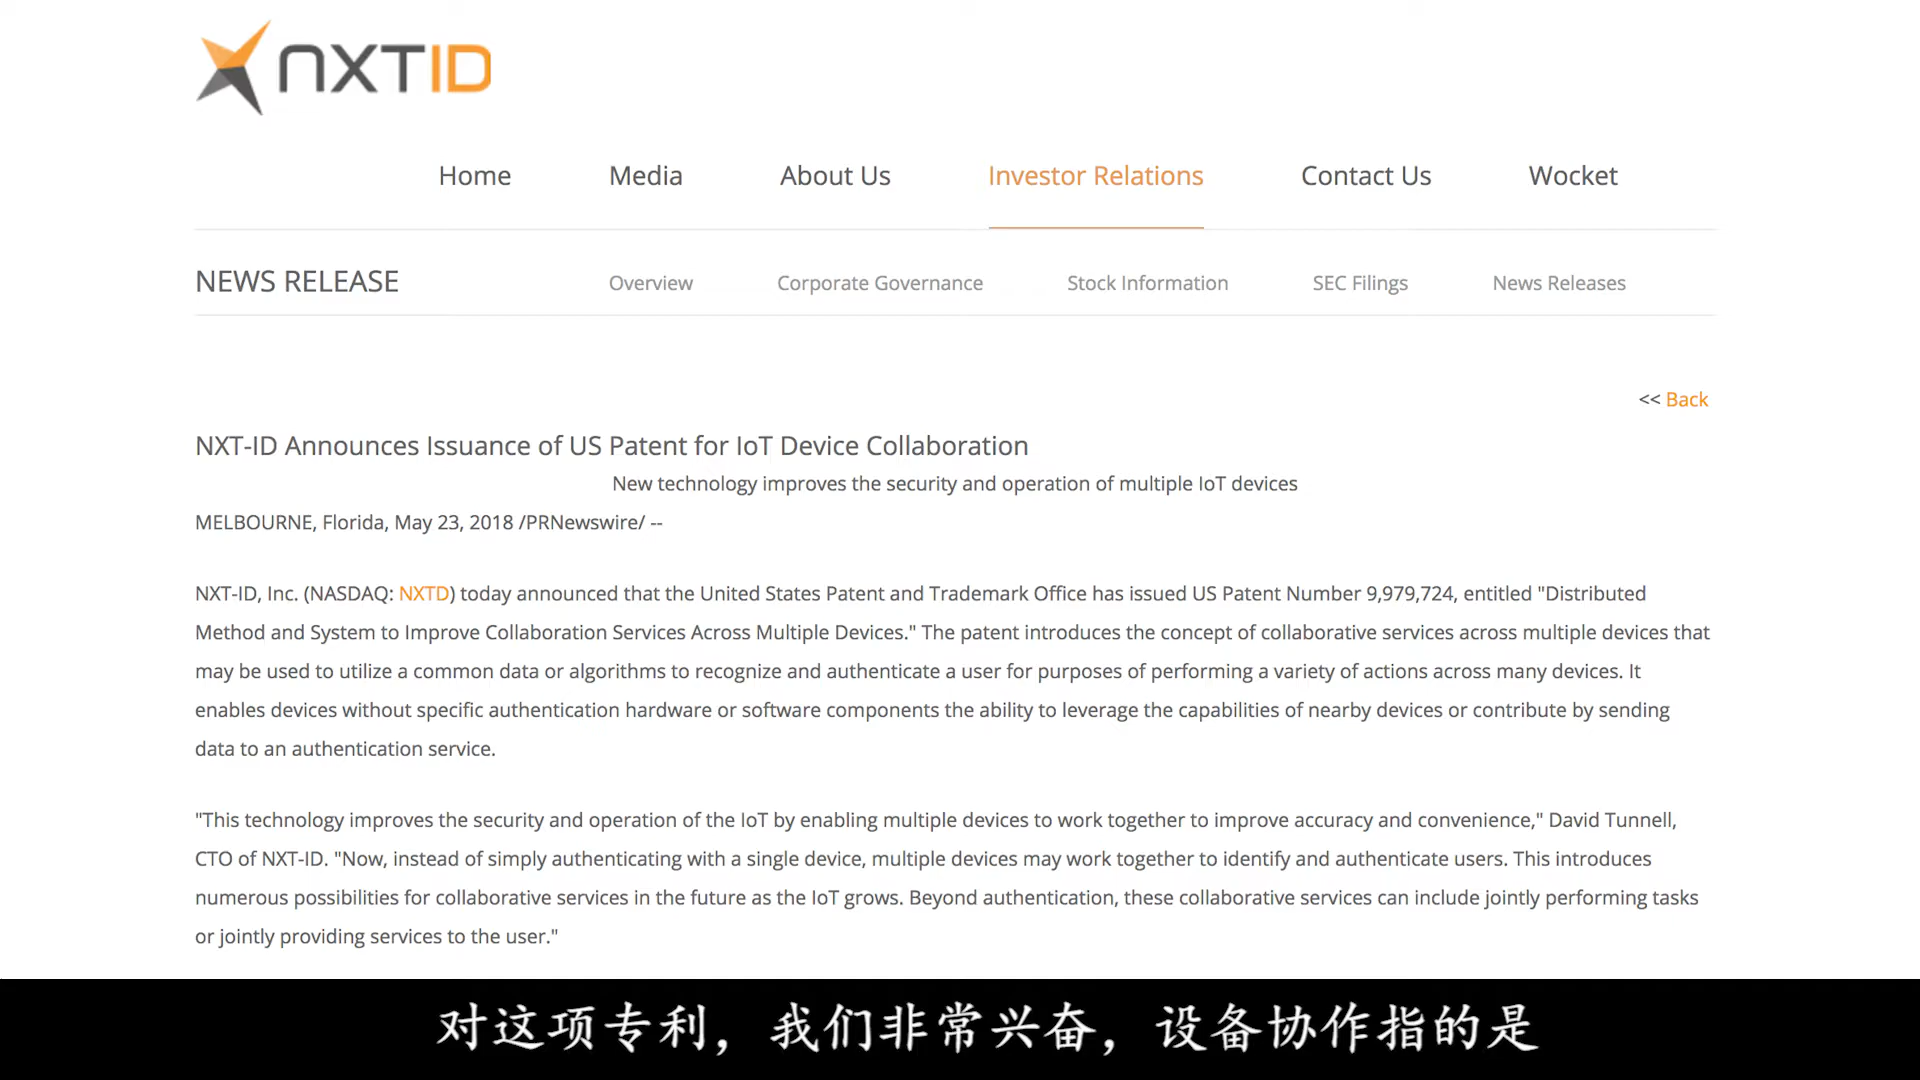 NXTID
Home Media About Us Investor Relations Contact Us Wocket
NEWS RELEASE Overview Corporate Governance Stock Information SEC Filings News Releases
<< Back
NXT-ID Announces Issuance of US Patent for IoT Device Collaboration
New technology improves the security and operation of multiple IoT devices
MELBOURNE, Florida, May 23, 2018 /PRNewswire/ --
NXT-ID, Inc. (NASDAQ: NXTD) today announced that the United States Patent and Trademark Office has issued US Patent Number 9,979,724, entitled "Distributed
Method and System to Improve Collaboration Services Across Multiple Devices." The patent introduces the concept of collaborative services across multiple devices that
may be used to utilize a common data or algorithms to recognize and authenticate a user for purposes of performing a variety of actions across many devices. It
enables devices without specific authentication hardware or software components the ability to leverage the capabilities of nearby devices or contribute by sending
data to an authentication service.
"This technology improves the security and operation of the IoT by enabling multiple devices to work together to improve accuracy and convenience," David Tunnell,
CTO of NXT-ID. "Now, instead of simply authenticating with a single device, multiple devices may work together to identify and authenticate users. This introduces
numerous possibilities for collaborative services in the future as the IoT grows. Beyond authentication, these collaborative services can include jointly performing tasks
or jointly providing services to the user."
对这项专利，我们非常兴奋，设备协作指的是